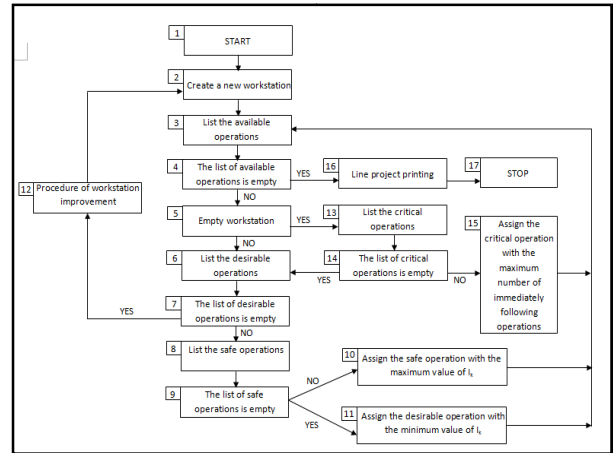 1
START
2
Create a new workstation
3
List the available
operations
4
The list of available
operations is empty
YES
16
Line project printing
17
STOP
12
Procedure of workstation
improvement
NO
5
Empty workstation
YES
13
List the critical
operations
15
Assign the
critical operation
with the
maximum
number of
immediately
following
operations
NO
6
List the desirable
operations
14
The list of critical
operations is empty
YES
NO
7
The list of desirable
operations is empty
YES
NO
8
List the safe operations
9
The list of safe
operations is empty
NO
10
Assign the safe operation with the
maximum value of Iₖ
YES
11
Assign the desirable operation with
the minimum value of Iₖ